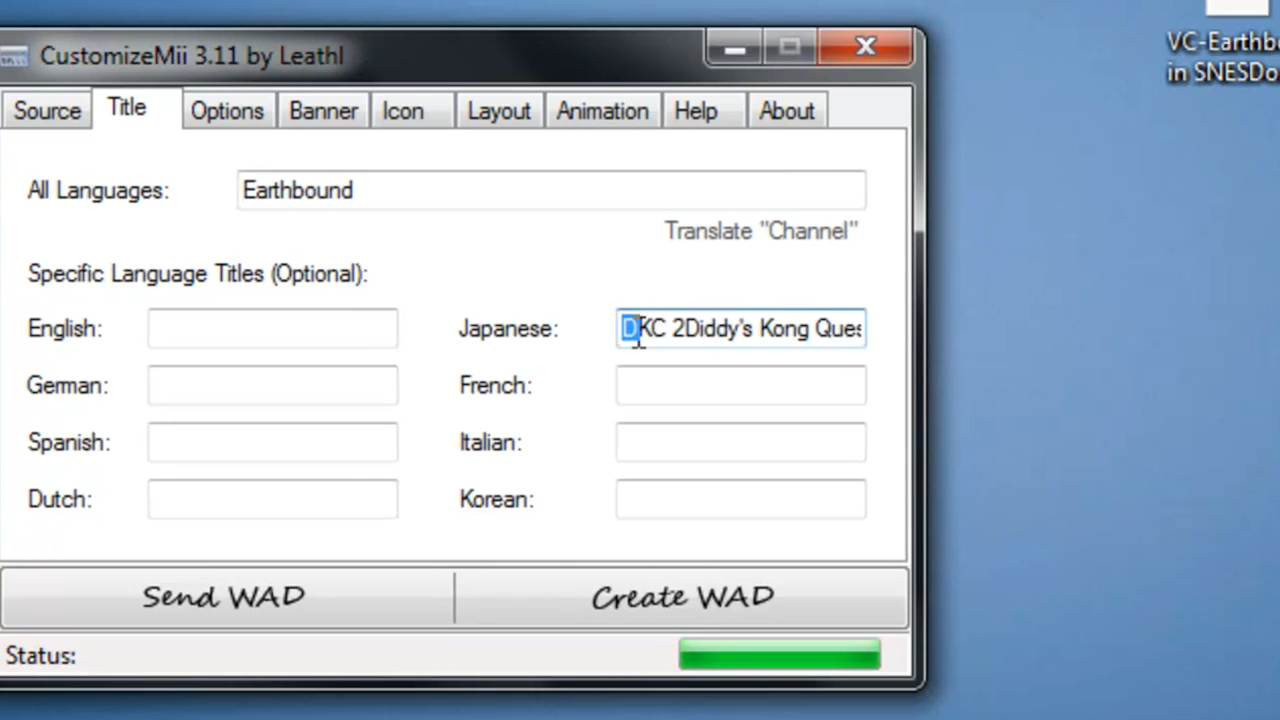 VC-Earthb
in SNESDo
CustomizeMii 3.11 by Leathl
Source Title Options Banner Icon Layout Animation Help About
All Languages: Earthbound
Translate "Channel"
Specific Language Titles (Optional):
English: Japanese: DKC 2Diddy's Kong Ques
German: French:
Spanish: Italian:
Dutch: Korean:
Send WAD Create WAD
Status: